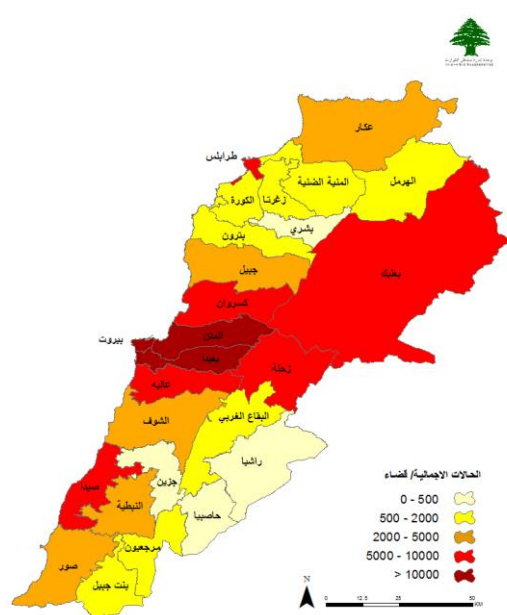 عكار
طرابلس
المنية الضنية
الهرمل
زغرتا
الكورة
بشري
بترون
جبيل
بعلبك
كسروان
المتن
بيروت
بعبدا
زحلة
عاليه
البقاع الغربي
الشوف
راشيا
صيدا
جزين
النبطية
حاصبيا
مرجعيون
صور
بنت جبيل
الحالات الاجمالية/ قضاء
0 - 500
500 - 2000
2000 - 5000
5000 - 10000
> 10000
N
0 12.5 25 50
KM